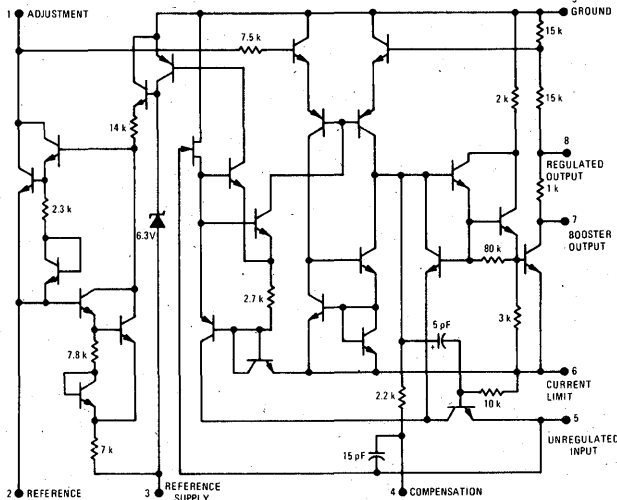 1 ADJUSTMENT
GROUND
7.5 k
15 k
2 k
15 k
14 k
8
REGULATED
OUTPUT
1 k
2.3 k
6.3V
7
BOOSTER
OUTPUT
80 k
2.7 k
7.8 k
5 pF
+
3 k
6
CURRENT
LIMIT
2.2 k
10 k
5
UNREGULATED
INPUT
7 k
15 pF
2 REFERENCE
3 REFERENCE
SUPPLY
4 COMPENSATION